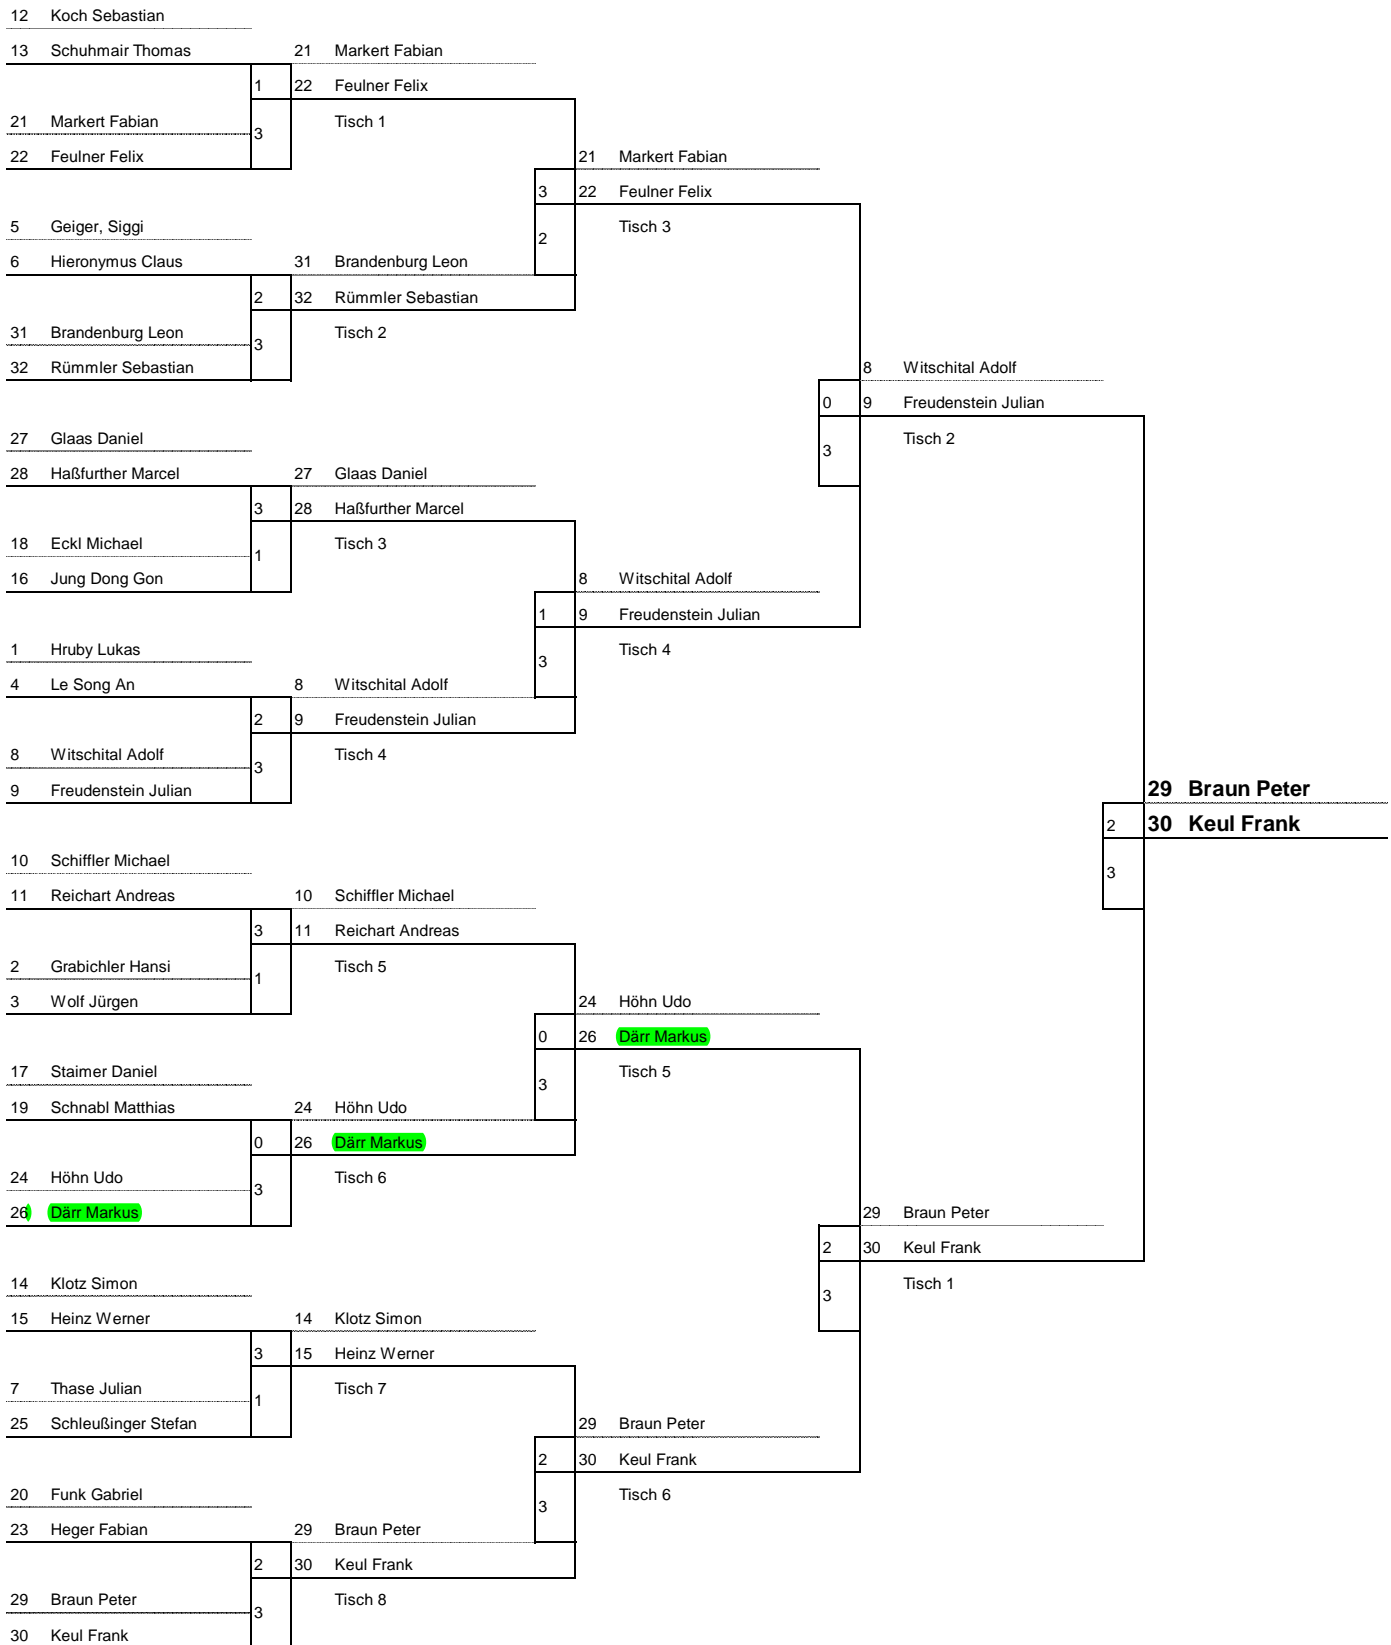 12 Koch Sebastian
13 Schuhmair Thomas 21 Markert Fabian
1 22 Feulner Felix
21 Markert Fabian 3 Tisch 1
22 Feulner Felix 21 Markert Fabian
3 22 Feulner Felix
5 Geiger, Siggi 2 Tisch 3
6 Hieronymus Claus 31 Brandenburg Leon
2 32 Rümmler Sebastian
31 Brandenburg Leon 3 Tisch 2
32 Rümmler Sebastian 8 Witschital Adolf
0 9 Freudenstein Julian
27 Glaas Daniel 3 Tisch 2
28 Haßfurther Marcel 27 Glaas Daniel
3 28 Haßfurther Marcel
18 Eckl Michael 1 Tisch 3
16 Jung Dong Gon 8 Witschital Adolf
1 9 Freudenstein Julian
1 Hruby Lukas 3 Tisch 4
4 Le Song An 8 Witschital Adolf
2 9 Freudenstein Julian
8 Witschital Adolf 3 Tisch 4
9 Freudenstein Julian 29 Braun Peter
2 30 Keul Frank
10 Schiffler Michael 3
11 Reichart Andreas 10 Schiffler Michael
3 11 Reichart Andreas
2 Grabichler Hansi 1 Tisch 5
3 Wolf Jürgen 24 Höhn Udo
0 26 Därr Markus
17 Staimer Daniel 3 Tisch 5
19 Schnabl Matthias 24 Höhn Udo
0 26 Därr Markus
24 Höhn Udo 3 Tisch 6
26 Därr Markus 29 Braun Peter
2 30 Keul Frank
14 Klotz Simon 3 Tisch 1
15 Heinz Werner 14 Klotz Simon
3 15 Heinz Werner
7 Thase Julian 1 Tisch 7
25 Schleußinger Stefan 29 Braun Peter
2 30 Keul Frank
20 Funk Gabriel 3 Tisch 6
23 Heger Fabian 29 Braun Peter
2 30 Keul Frank
29 Braun Peter 3 Tisch 8
30 Keul Frank